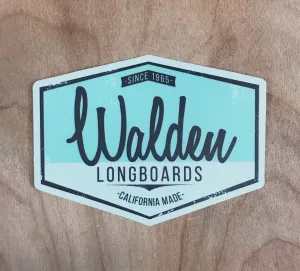 SINCE 1965-
Walden
LONGBOARDS
-CALIFORNIA MADE-